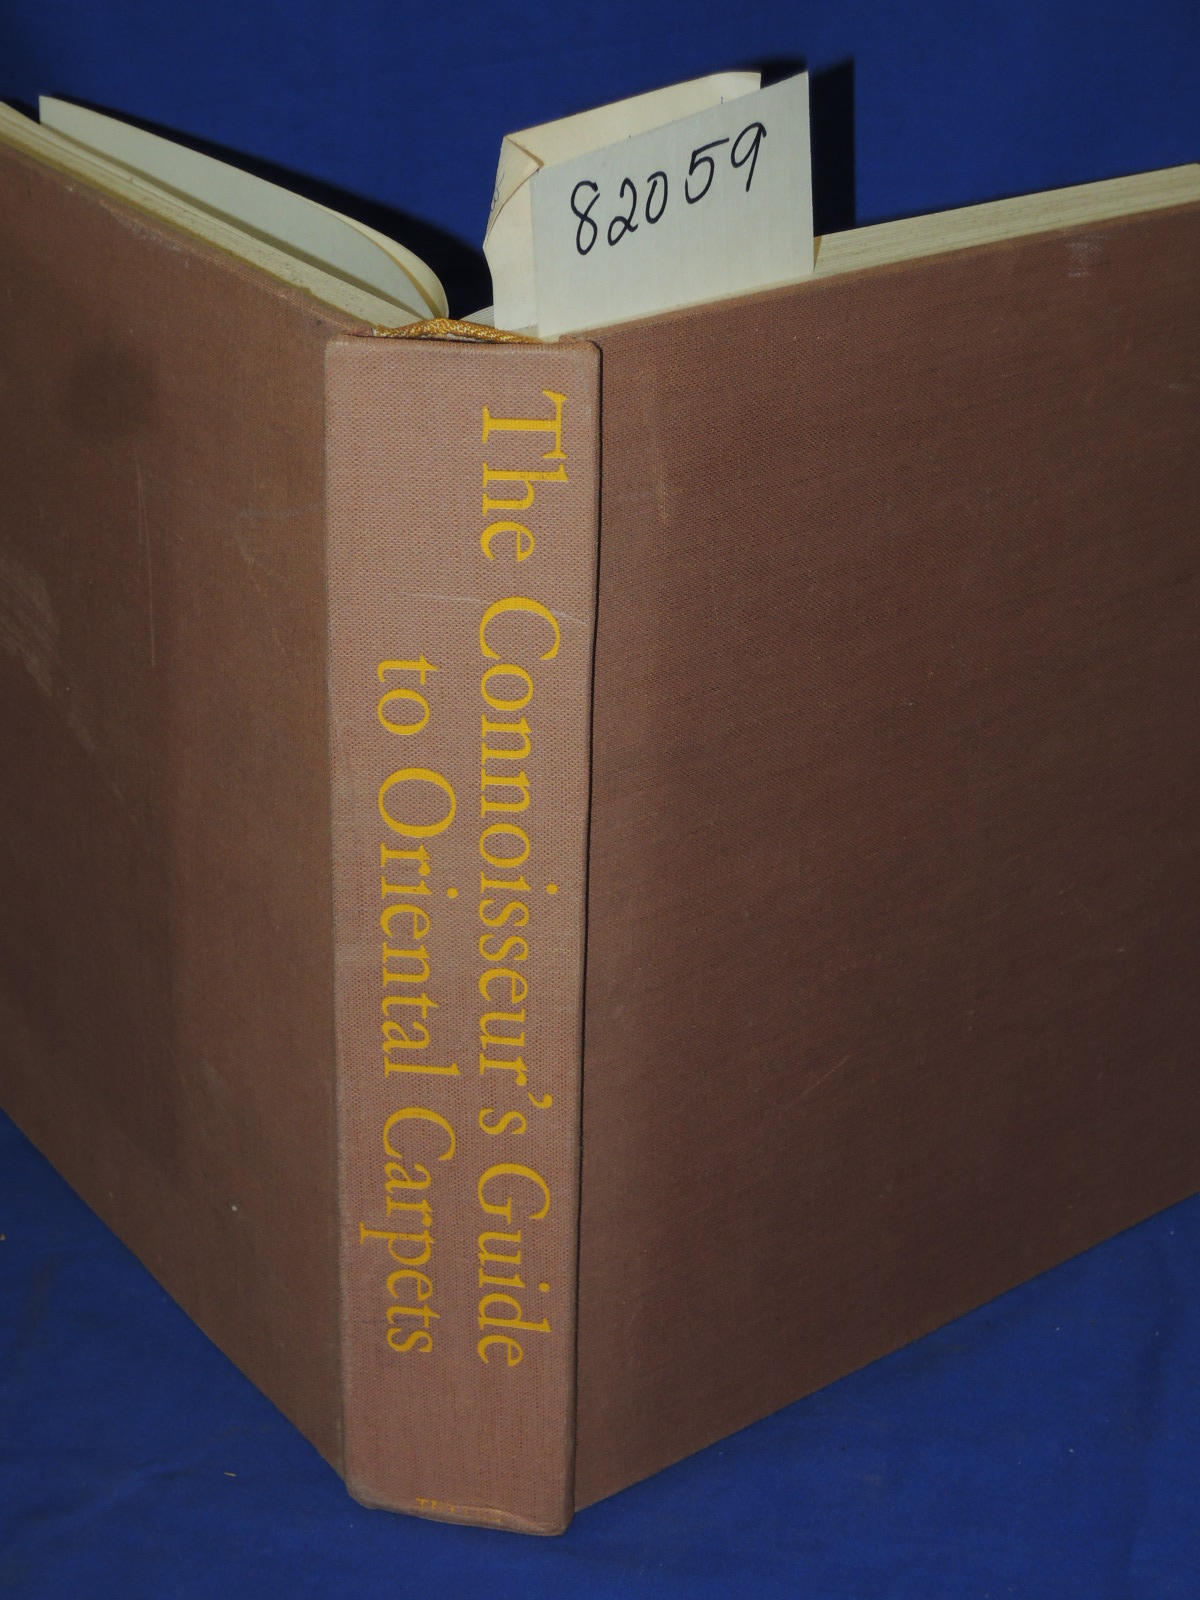 82059
The Connoisseur's Guide
to Oriental Carpets